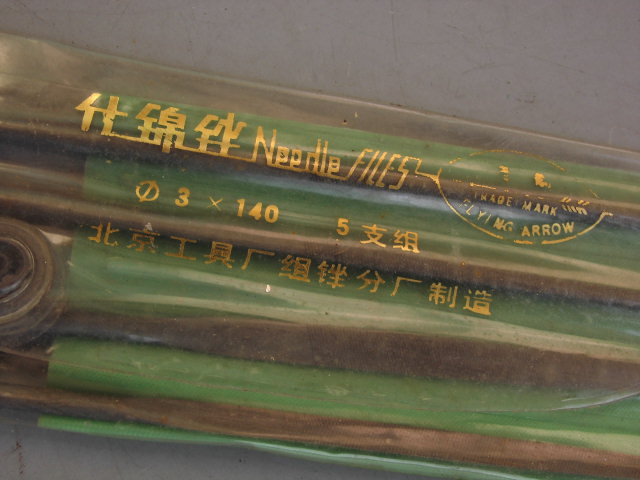 什锦锉 Needle FILES
TRADE MARK
FLYING ARROW
Φ 3 × 140 5支组
北京工具厂组锉分厂制造